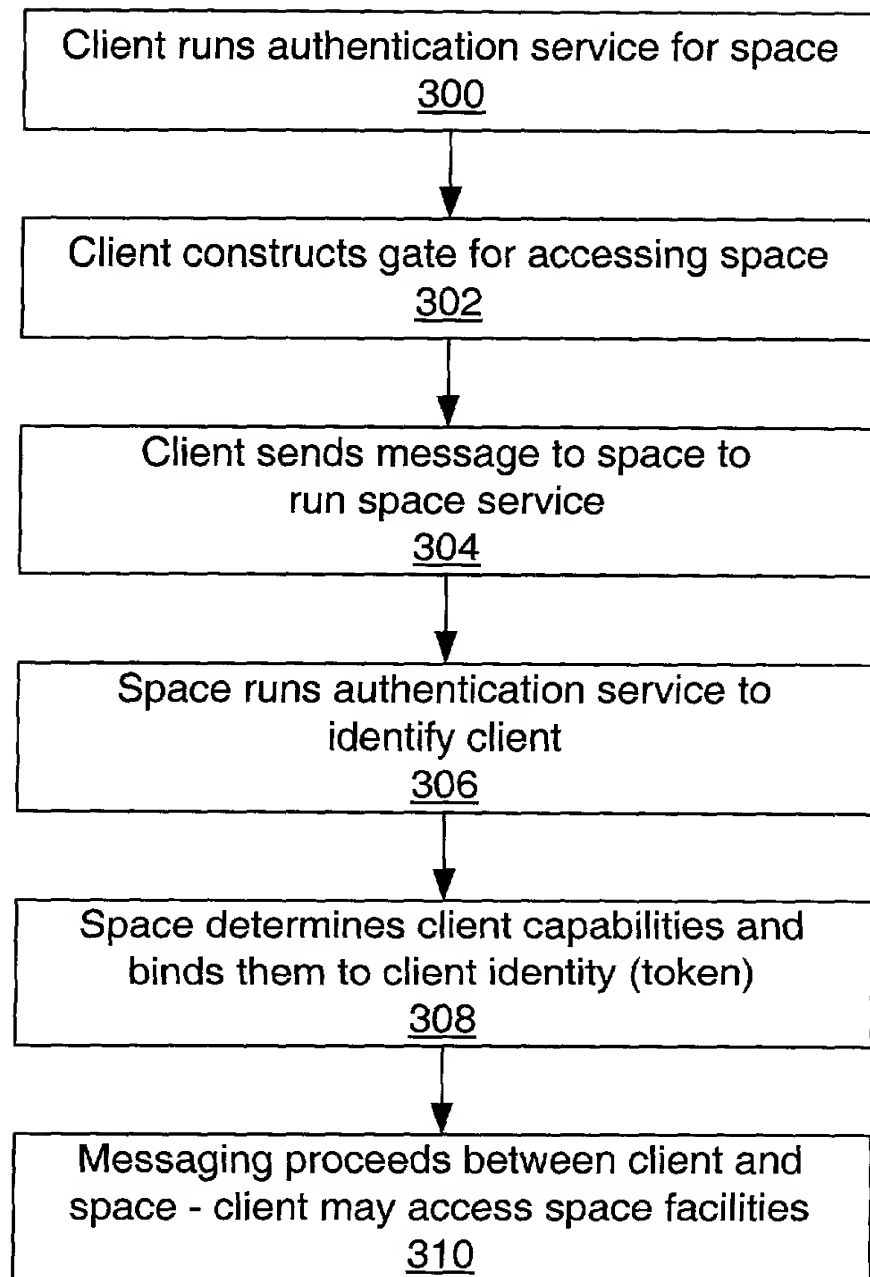 Client runs authentication service for space
300
Client constructs gate for accessing space
302
Client sends message to space to
run space service
304
Space runs authentication service to
identify client
306
Space determines client capabilities and
binds them to client identity (token)
308
Messaging proceeds between client and
space - client may access space facilities
310